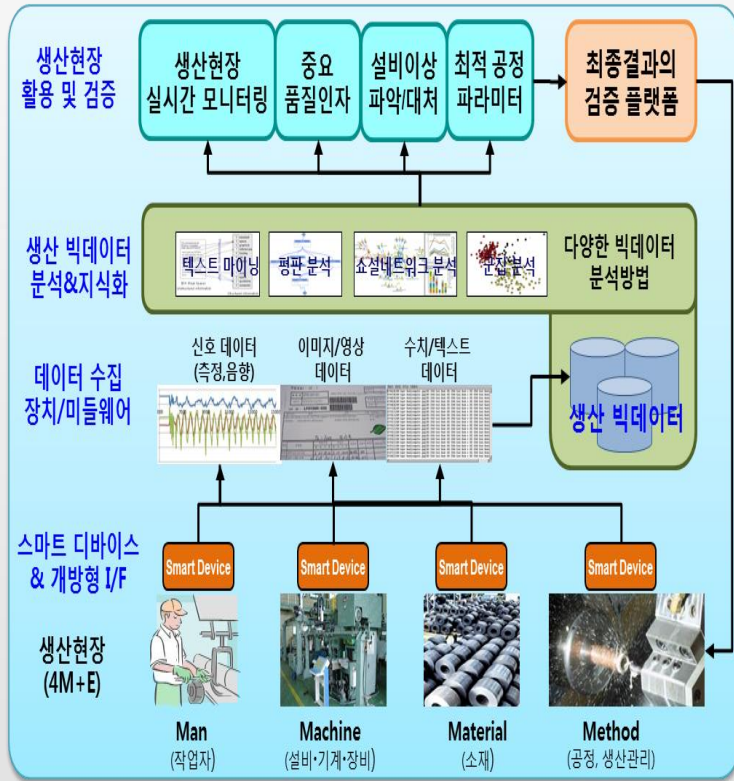 생산현장
활용 및 검증
생산현장
실시간 모니터링
중요
품질인자
설비이상
파악/대처
최적 공정
파라미터
최종결과의
검증 플랫폼
생산 빅데이터
분석&지식화
텍스트 마이닝
평판 분석
쇼셜네트워크 분석
군집 분석
다양한 빅데이터
분석방법
데이터 수집
장치/미들웨어
신호 데이터
(측정,음향)
이미지/영상
데이터
수치/텍스트
데이터
생산 빅데이터
스마트 디바이스
& 개방형 I/F
Smart Device
Smart Device
Smart Device
Smart Device
생산현장
(4M+E)
Man
(작업자)
Machine
(설비•기계•장비)
Material
(소재)
Method
(공정, 생산관리)